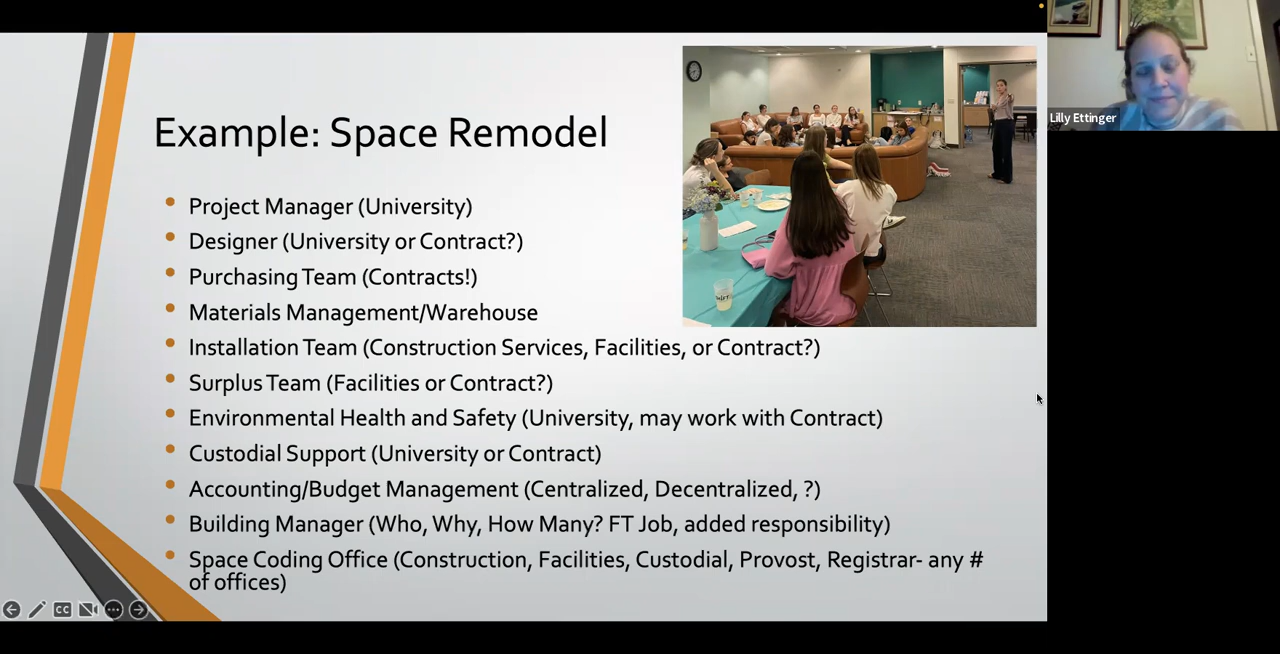 Example: Space Remodel
Project Manager (University)
Designer (University or Contract?)
Purchasing Team (Contracts!)
Materials Management/Warehouse
Installation Team (Construction Services, Facilities, or Contract?)
Surplus Team (Facilities or Contract?)
Environmental Health and Safety (University, may work with Contract)
Custodial Support (University or Contract)
Accounting/Budget Management (Centralized, Decentralized, ?)
Building Manager (Who, Why, How Many? FT Job, added responsibility)
Space Coding Office (Construction, Facilities, Custodial, Provost, Registrar- any #
of offices)
CC
Lilly Ettinger